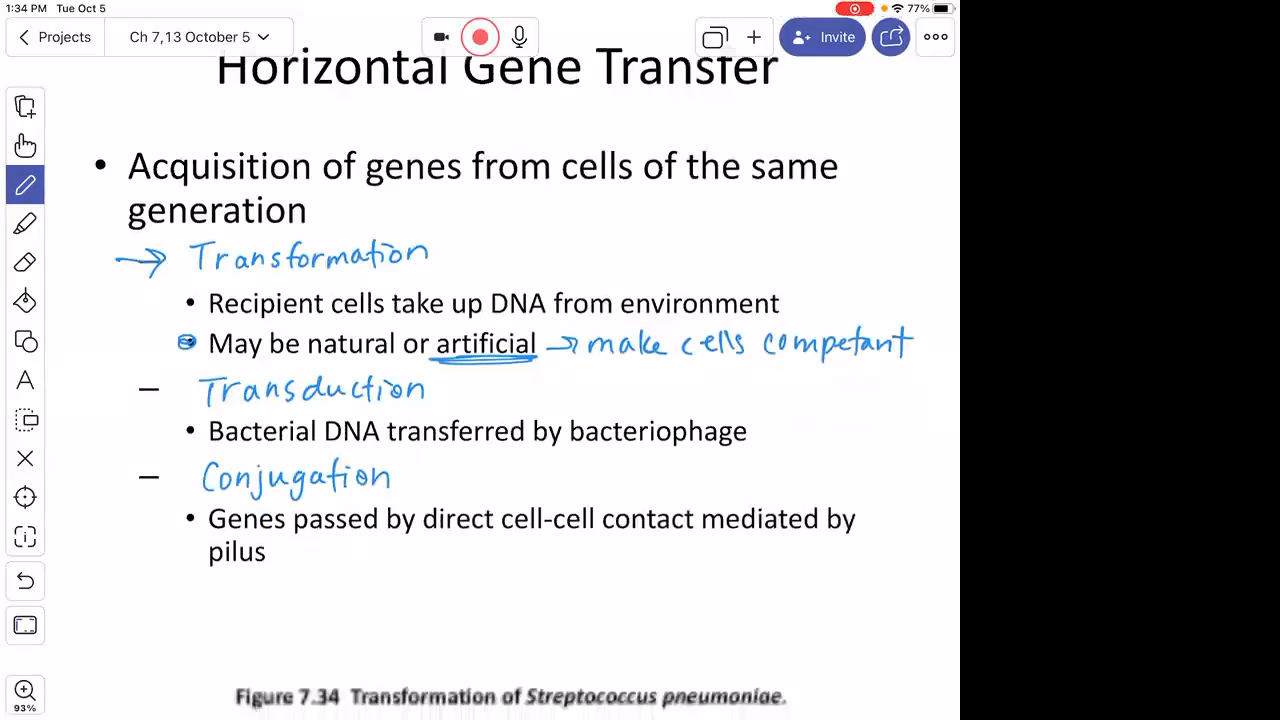 1:34 PM Tue Oct 5
77%
Projects
Ch 7,13 October 5
Invite
Horizontal Gene Transfer
• Acquisition of genes from cells of the same
generation
→ Transformation
• Recipient cells take up DNA from environment
• May be natural or artificial → make cells competant
– Transduction
• Bacterial DNA transferred by bacteriophage
– Conjugation
• Genes passed by direct cell-cell contact mediated by
pilus
Figure 7.34 Transformation of Streptococcus pneumoniae.
A
93%